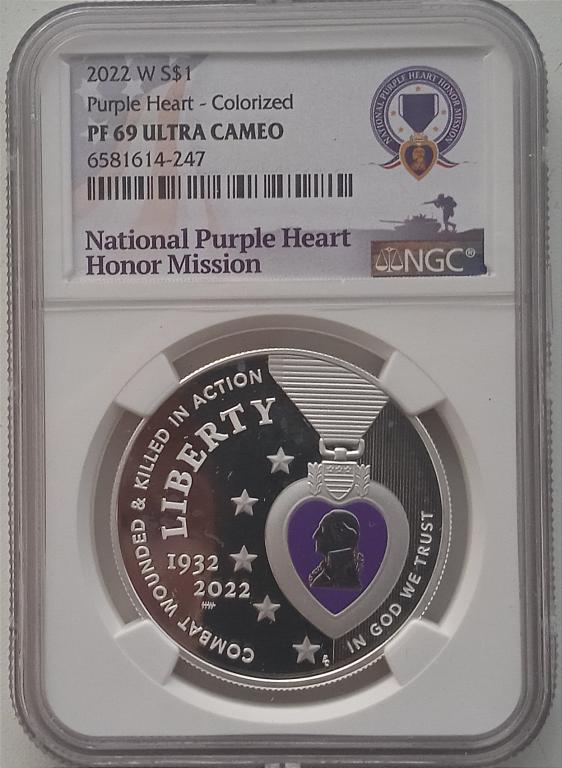 2022 W S$1
Purple Heart - Colorized
PF 69 ULTRA CAMEO
6581614-247
National Purple Heart
Honor Mission
NATIONAL PURPLE HEART HONOR MISSION
NGC®
COMBAT WOUNDED & KILLED IN ACTION
LIBERTY
1932
2022
IN GOD WE TRUST